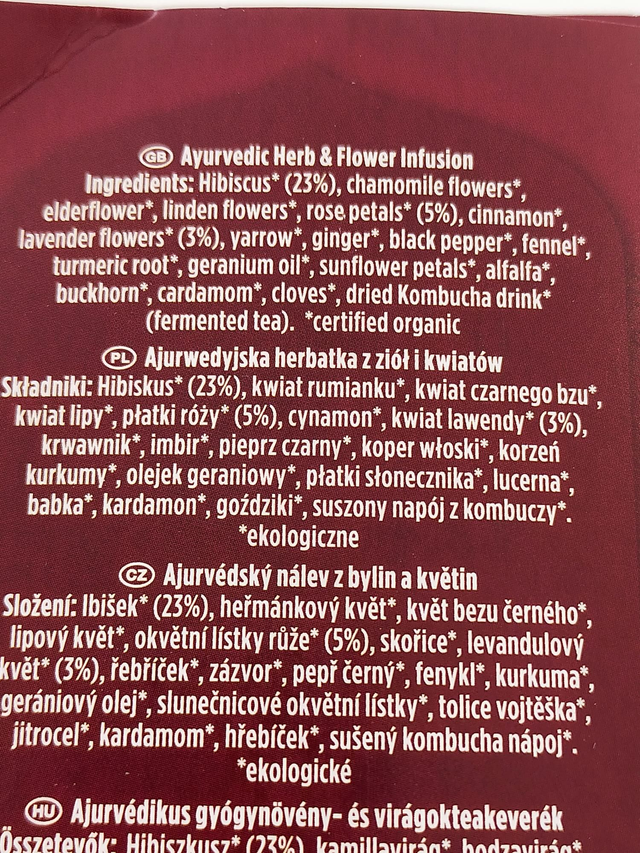 GB Ayurvedic Herb & Flower Infusion
Ingredients: Hibiscus* (23%), chamomile flowers*,
elderflower*, linden flowers*, rose petals* (5%), cinnamon*,
lavender flowers* (3%), yarrow*, ginger*, black pepper*, fennel*,
turmeric root*, geranium oil*, sunflower petals*, alfalfa*,
buckhorn*, cardamom*, cloves*, dried Kombucha drink*
(fermented tea). *certified organic
PL Ajurwedyjska herbatka z ziół i kwiatów
Składniki: Hibiskus* (23%), kwiat rumianku*, kwiat czarnego bzu*,
kwiat lipy*, płatki róży* (5%), cynamon*, kwiat lawendy* (3%),
krwawnik*, imbir*, pieprz czarny*, koper włoski*, korzeń
kurkumy*, olejek geraniowy*, płatki słonecznika*, lucerna*,
babka*, kardamon*, goździki*, suszony napój z kombuczy*.
*ekologiczne
CZ Ajurvédský nálev z bylin a květin
Složení: Ibišek* (23%), heřmánkový květ*, květ bezu černého*,
lipový květ*, okvětní lístky růže* (5%), skořice*, levandulový
květ* (3%), řebříček*, zázvor*, pepř černý*, fenykl*, kurkuma*,
gerániový olej*, slunečnicové okvětní lístky*, tolice vojtěška*,
jitrocel*, kardamom*, hřebíček*, sušený kombucha nápoj*.
*ekologické
HU Ajurvédikus gyógynövény- és virágokteakeverék
Összetevők: Hibiszkusz* (23%), kamillavirág*, bodzavirág*